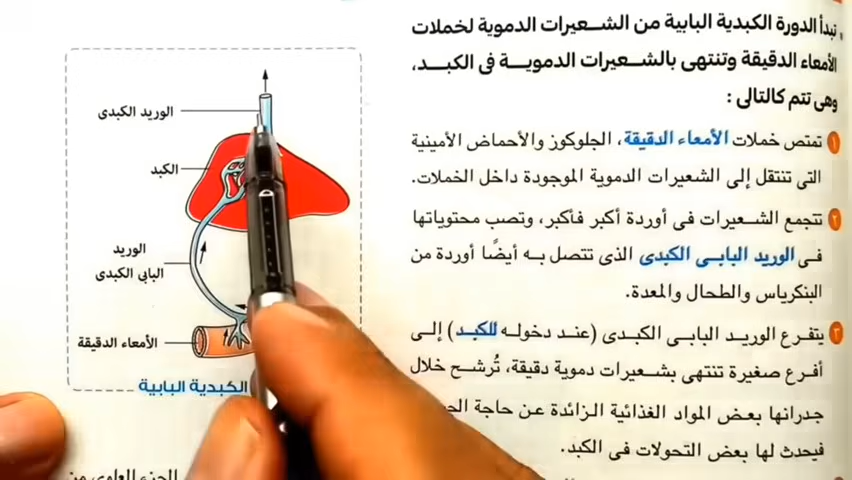 تبدأ الدورة الكبدية البابية من الشعيرات الدموية لخملات
الأمعاء الدقيقة وتنتهى بالشعيرات الدموية فى الكبد،
وهى تتم كالتالى :
١ تمتص خملات الأمعاء الدقيقة، الجلوكوز والأحماض الأمينية
التى تنتقل إلى الشعيرات الدموية الموجودة داخل الخملات.
٢ تتجمع الشعيرات فى أوردة أكبر فأكبر، وتصب محتوياتها
فى الوريد البابى الكبدى الذى تتصل به أيضًا أوردة من
البنكرياس والطحال والمعدة.
٣ يتفرع الوريد البابى الكبدى (عند دخوله للكبد) إلى
أفرع صغيرة تنتهى بشعيرات دموية دقيقة، تُرشح خلال
جدرانها بعض المواد الغذائية الزائدة عن حاجة
فيحدث لها بعض التحولات فى الكبد.
الوريد الكبدى
الكبد
الوريد
البابى الكبدى
الأمعاء الدقيقة
الكبدية البابية
الجزء العلوى من